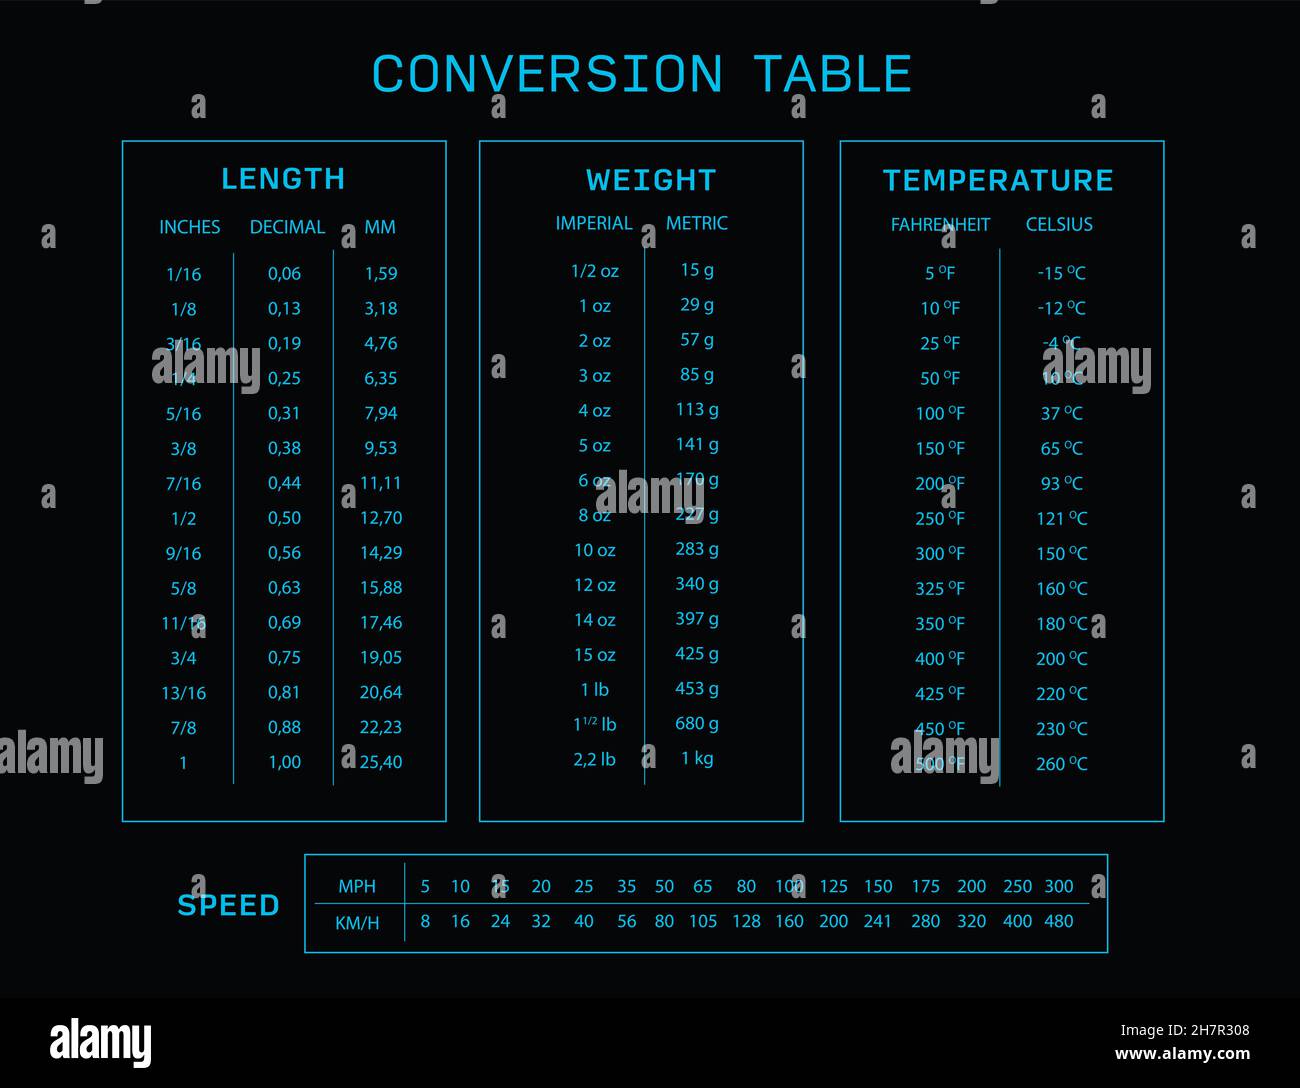 CONVERSION TABLE
LENGTH
INCHES DECIMAL MM
1/16 0,06 1,59
1/8 0,13 3,18
3/16 0,19 4,76
1/4 0,25 6,35
5/16 0,31 7,94
3/8 0,38 9,53
7/16 0,44 11,11
1/2 0,50 12,70
9/16 0,56 14,29
5/8 0,63 15,88
11/16 0,69 17,46
3/4 0,75 19,05
13/16 0,81 20,64
7/8 0,88 22,23
1 1,00 25,40
WEIGHT
IMPERIAL METRIC
1/2 oz 15 g
1 oz 29 g
2 oz 57 g
3 oz 85 g
4 oz 113 g
5 oz 141 g
6 oz 170 g
8 oz 227 g
10 oz 283 g
12 oz 340 g
14 oz 397 g
15 oz 425 g
1 lb 453 g
1 1/2 lb 680 g
2,2 lb 1 kg
TEMPERATURE
FAHRENHEIT CELSIUS
5 ºF -15 ºC
10 ºF -12 ºC
25 ºF -4 ºC
50 ºF 10 ºC
100 ºF 37 ºC
150 ºF 65 ºC
200 ºF 93 ºC
250 ºF 121 ºC
300 ºF 150 ºC
325 ºF 160 ºC
350 ºF 180 ºC
400 ºF 200 ºC
425 ºF 220 ºC
450 ºF 230 ºC
500 ºF 260 ºC
SPEED
MPH 5 10 15 20 25 35 50 65 80 100 125 150 175 200 250 300
KM/H 8 16 24 32 40 56 80 105 128 160 200 241 280 320 400 480
alamy
alamy
alamy
alamy
alamy
a a a a
a a a
a a
a a a a
a a a
a a a
a a a a
alamy
Image ID: 2H7R308
www.alamy.com